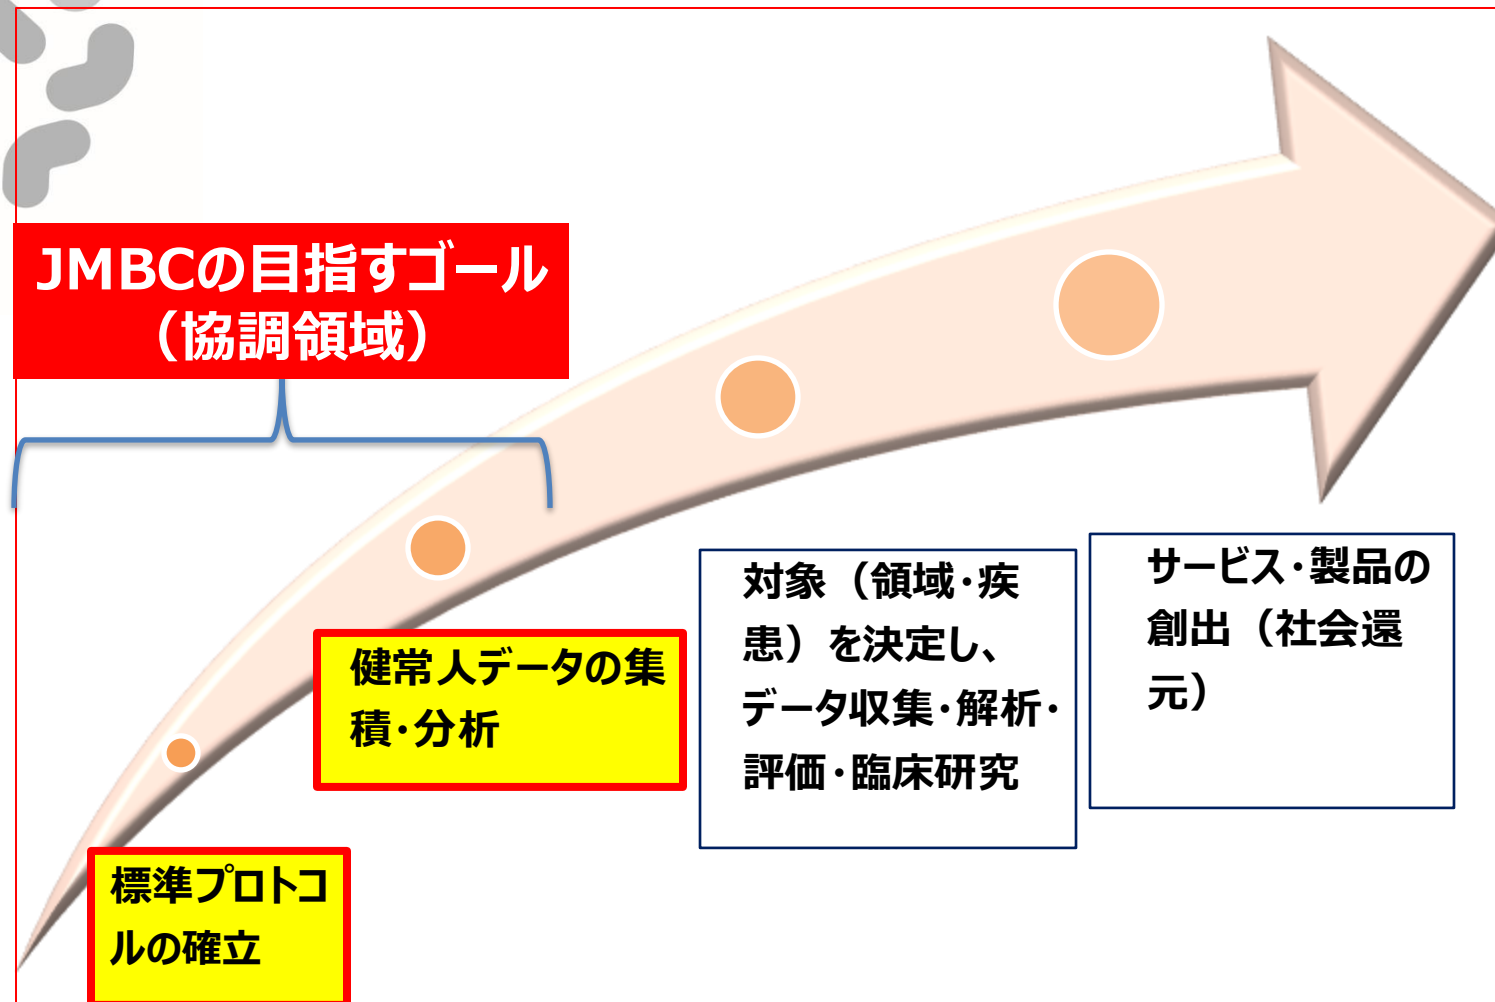 JMBCの目指すゴール
（協調領域）
標準プロトコ
ルの確立
健常人データの集
積・分析
対象（領域・疾
患）を決定し、
データ収集・解析・
評価・臨床研究
サービス・製品の
創出（社会還
元）